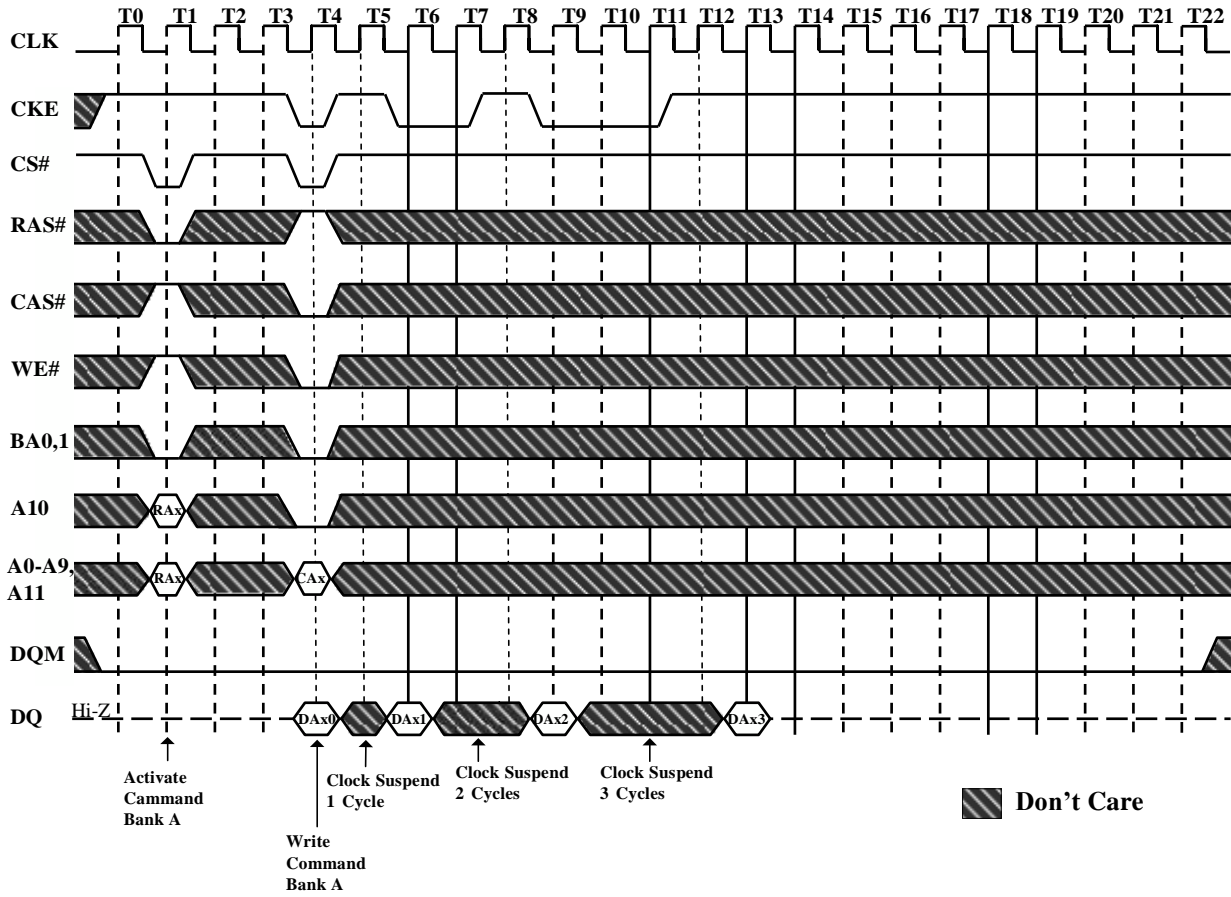 T0 T1 T2 T3 T4 T5 T6 T7 T8 T9 T10 T11 T12 T13 T14 T15 T16 T17 T18 T19 T20 T21 T22
CLK
CKE
CS#
RAS#
CAS#
WE#
BA0,1
A10
RAx
A0-A9,
A11
RAx
CAx
DQM
DQ
Hi-Z
DAx0
DAx1
DAx2
DAx3
Activate
Cammand
Bank A
Write
Command
Bank A
Clock Suspend
1 Cycle
Clock Suspend
2 Cycles
Clock Suspend
3 Cycles
Don't Care